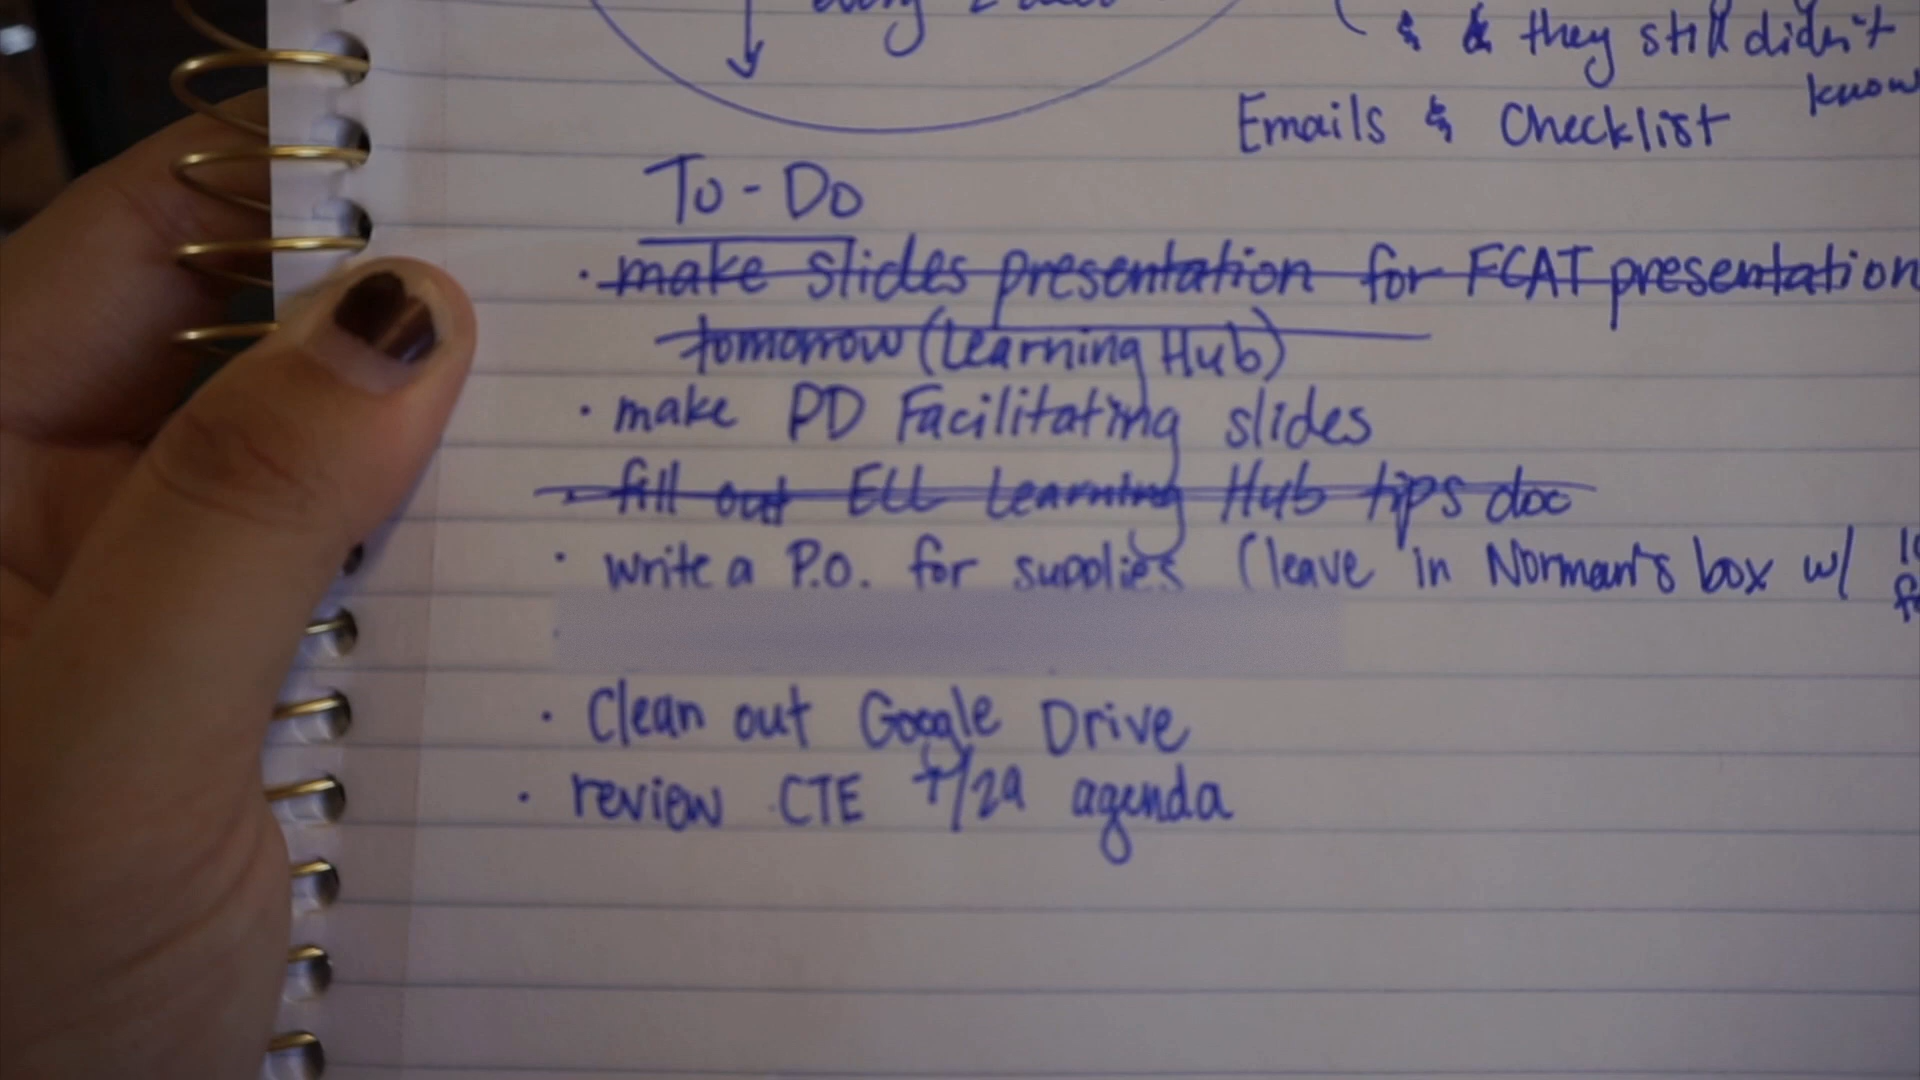 & & they still didn't
know
Emails & Checklist
To-Do
· make slides presentation for FCAT presentation
tomorrow (Learning Hub)
· make PD Facilitating slides
· fill out ELL Learning Hub tips doc
· write a P.O. for supplies (leave in Norman's box w/
· Clean out Google Drive
· review CTE 7/29 agenda